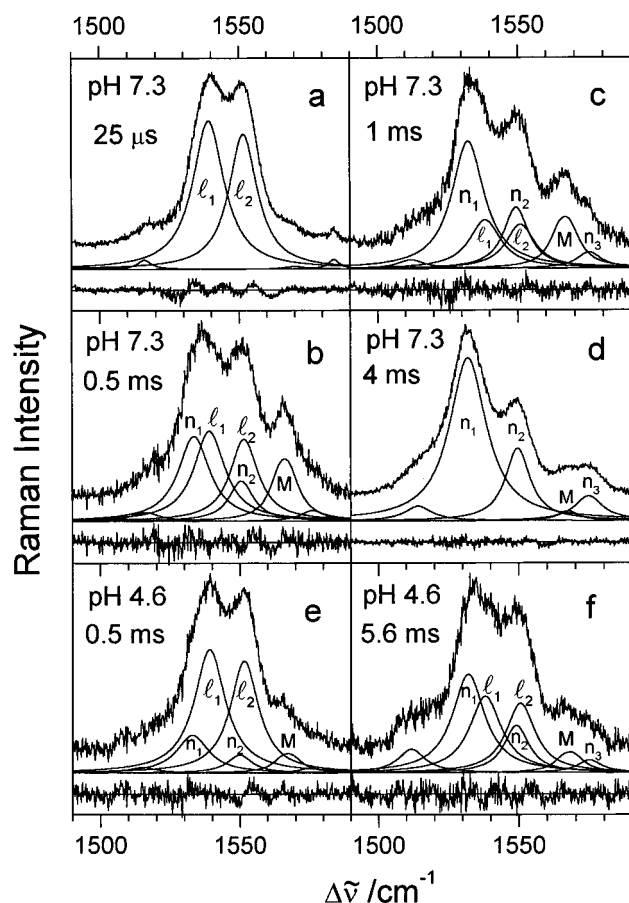 1500 1550 1500 1550
pH 7.3 a
25 μs
ℓ1 ℓ2
pH 7.3 c
1 ms
n1 ℓ1 n2 ℓ2 M n3
pH 7.3 b
0.5 ms
n1 ℓ1 ℓ2 n2 M
pH 7.3 d
4 ms
n1 n2 M n3
pH 4.6 e
0.5 ms
n1 ℓ1 ℓ2 n2 M
pH 4.6 f
5.6 ms
n1 ℓ1 ℓ2 n2 M n3
Raman Intensity
1500 1550 1500 1550
Δν̃ /cm⁻¹